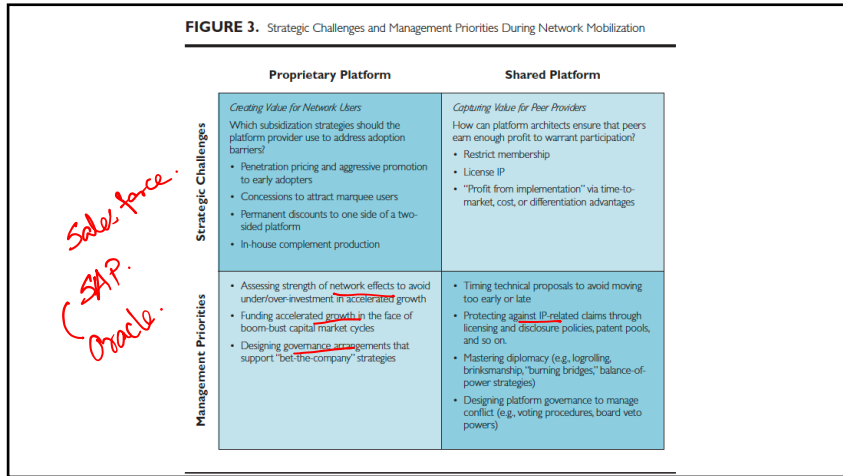 FIGURE 3. Strategic Challenges and Management Priorities During Network Mobilization
Proprietary Platform
Shared Platform
Strategic Challenges
Creating Value for Network Users
Which subsidization strategies should the
platform provider use to address adoption
barriers?
• Penetration pricing and aggressive promotion
to early adopters
• Concessions to attract marquee users
• Permanent discounts to one side of a two-
sided platform
• In-house complement production
Capturing Value for Peer Providers
How can platform architects ensure that peers
earn enough profit to warrant participation?
• Restrict membership
• License IP
• "Profit from implementation" via time-to-
market, cost, or differentiation advantages
Management Priorities
• Assessing strength of network effects to avoid
under/over-investment in accelerated growth
• Funding accelerated growth in the face of
boom-bust capital market cycles
• Designing governance arrangements that
support "bet-the-company" strategies
• Timing technical proposals to avoid moving
too early or late
• Protecting against IP-related claims through
licensing and disclosure policies, patent pools,
and so on.
• Mastering diplomacy (e.g., logrolling,
brinksmanship, "burning bridges," balance-of-
power strategies)
• Designing platform governance to manage
conflict (e.g., voting procedures, board veto
powers)
Salesforce.
(SAP.
Oracle.